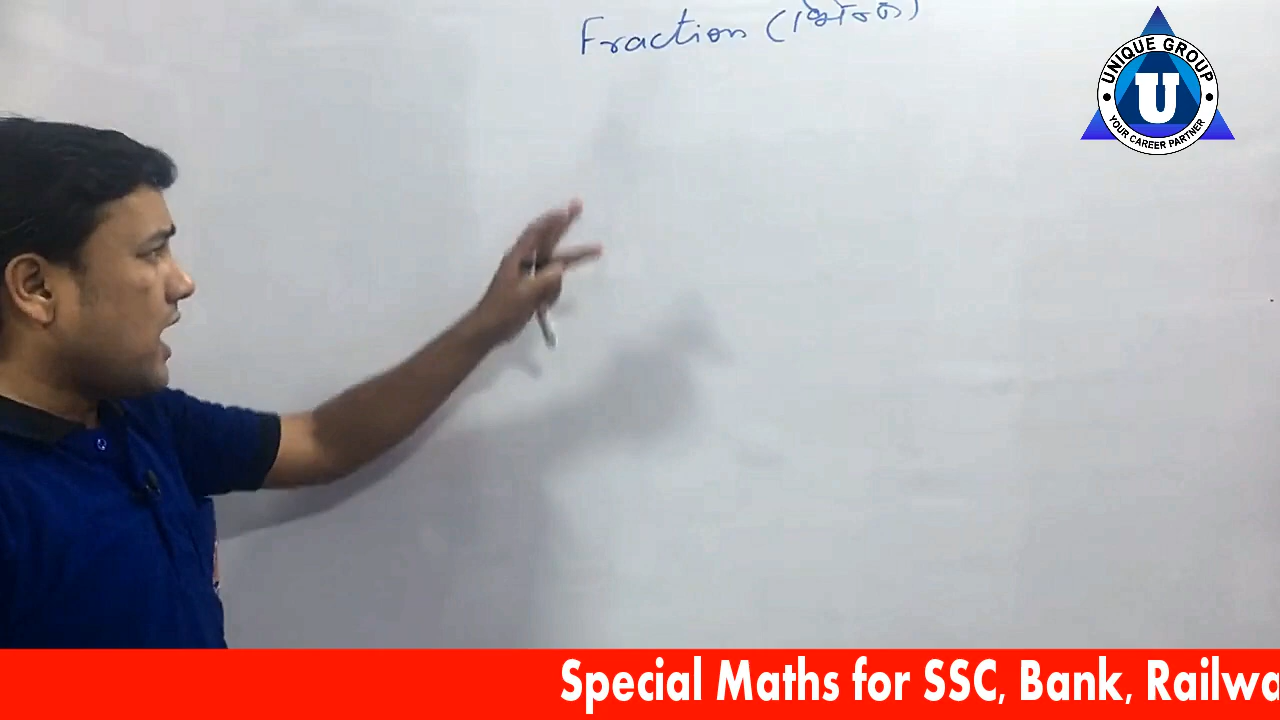 Fraction
UNIQUE GROUP
U
YOUR CAREER PARTNER
Special Maths for SSC, Bank, Railwa